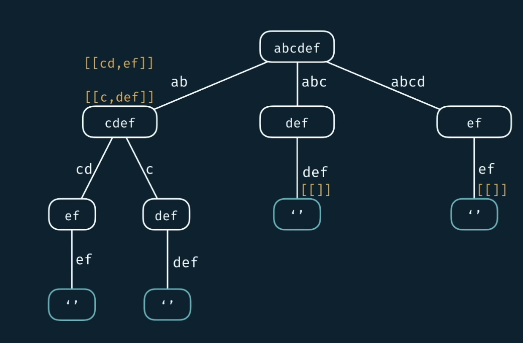 abcdef
[[cd,ef]]
ab
abc
abcd
[[c,def]]
cdef
def
ef
cd
c
def
ef
[[]]
[[]]
ef
def
‘’
‘’
ef
def
‘’
‘’